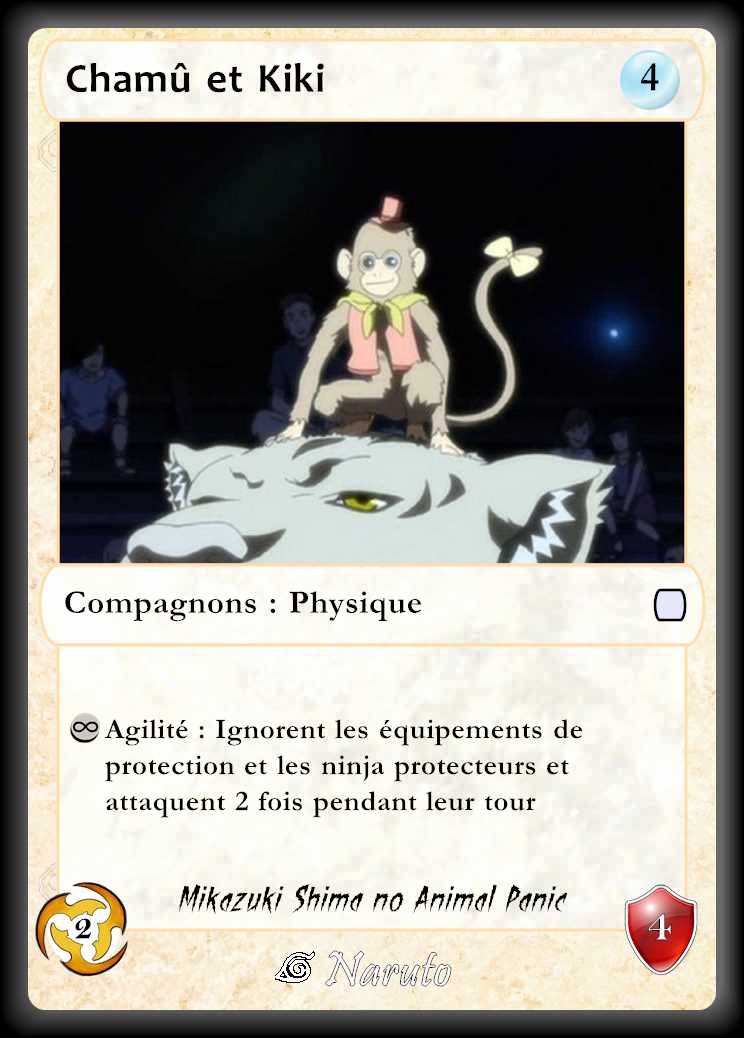 Chamû et Kiki
4
Compagnons : Physique
∞ Agilité : Ignorent les équipements de
protection et les ninja protecteurs et
attaquent 2 fois pendant leur tour
Mikazuki Shima no Animal Panic
2
4
Naruto